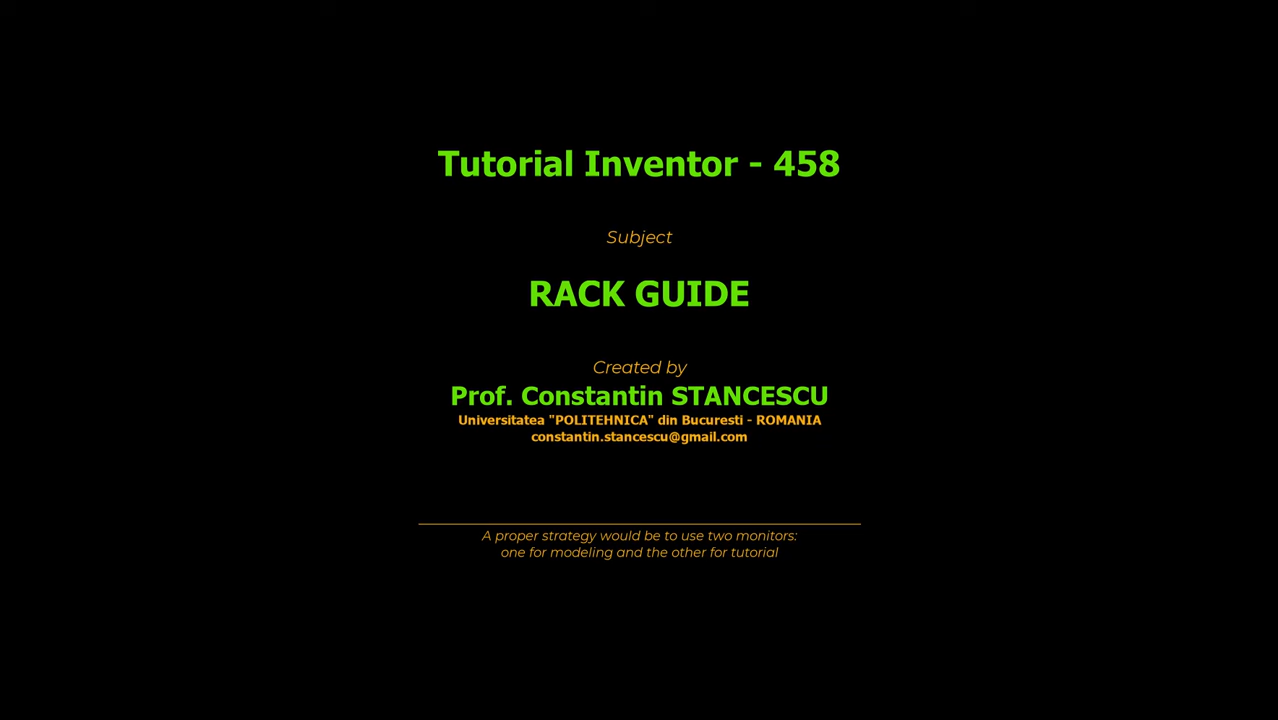 Tutorial Inventor - 458
Subject
RACK GUIDE
Created by
Prof. Constantin STANCESCU
Universitatea "POLITEHNICA" din Bucuresti - ROMANIA
constantin.stancescu@gmail.com
A proper strategy would be to use two monitors:
one for modeling and the other for tutorial